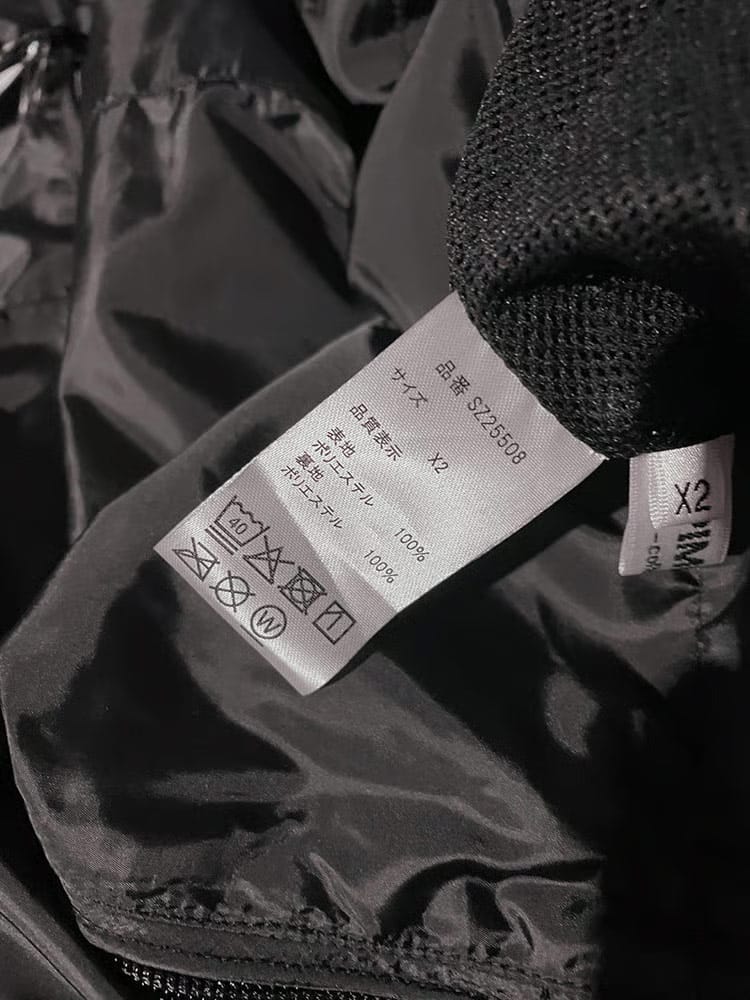 品番 SZ25508
サイズ X2
品質表示
表地
ポリエステル 100%
裏地
ポリエステル 100%
40
W
X2